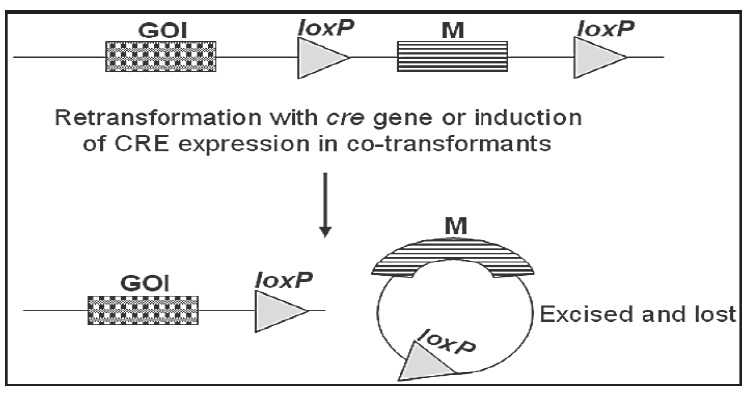 GOI loxP M loxP
Retransformation with cre gene or induction
of CRE expression in co-transformants
M
GOI loxP
Excised and lost
loxP